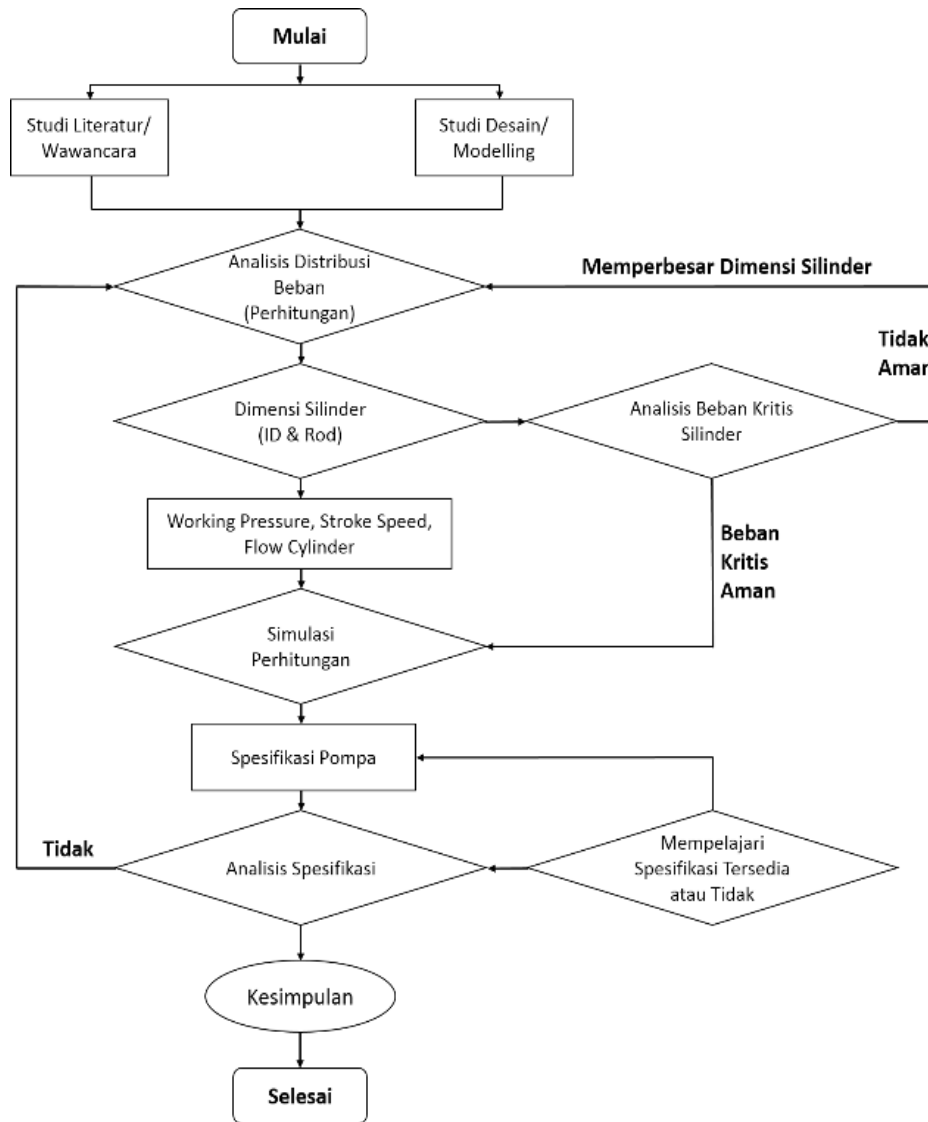 Mulai
Studi Literatur/
Wawancara
Studi Desain/
Modelling
Analisis Distribusi
Beban
(Perhitungan)
Memperbesar Dimensi Silinder
Tidak
Aman
Dimensi Silinder
(ID & Rod)
Analisis Beban Kritis
Silinder
Working Pressure, Stroke Speed,
Flow Cylinder
Beban
Kritis
Aman
Simulasi
Perhitungan
Spesifikasi Pompa
Tidak
Analisis Spesifikasi
Mempelajari
Spesifikasi Tersedia
atau Tidak
Kesimpulan
Selesai